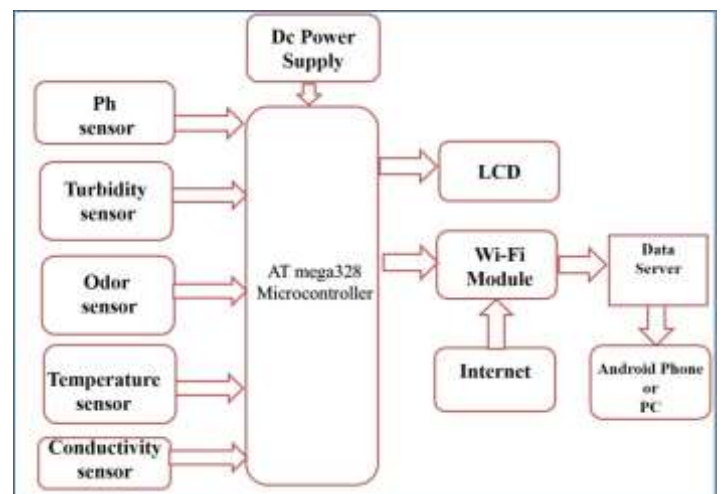 Dc Power
Supply
Ph
sensor
Turbidity
sensor
Odor
sensor
Temperature
sensor
Conductivity
sensor
AT mega328
Microcontroller
LCD
Wi-Fi
Module
Internet
Data
Server
Android Phone
or
PC